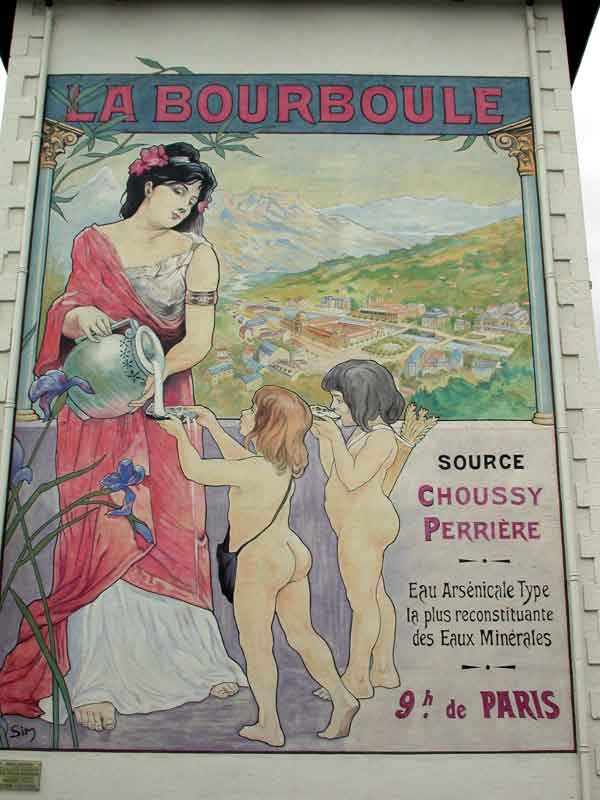 LA BOURBOULE
SOURCE
CHOUSSY
PERRIÈRE
Eau Arsénicale Type
la plus reconstituante
des Eaux Minérales
9h. de PARIS
Sim